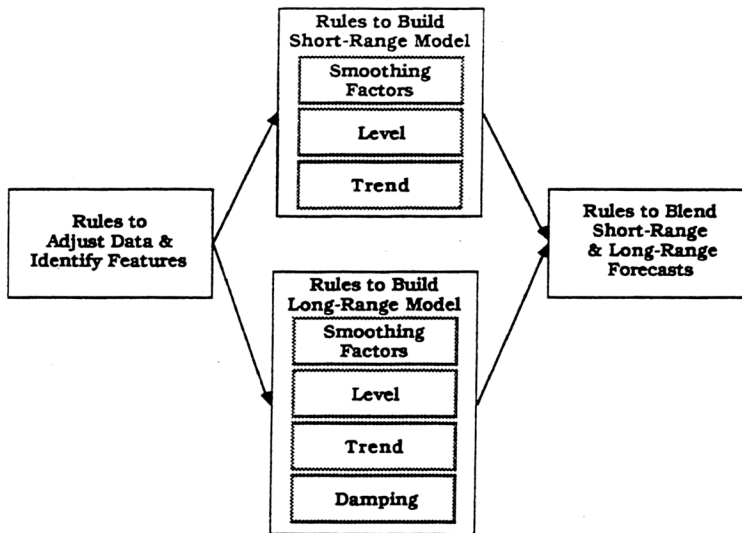 Rules to
Adjust Data &
Identify Features
Rules to Build
Short-Range Model
Smoothing
Factors
Level
Trend
Rules to Build
Long-Range Model
Smoothing
Factors
Level
Trend
Damping
Rules to Blend
Short-Range
& Long-Range
Forecasts